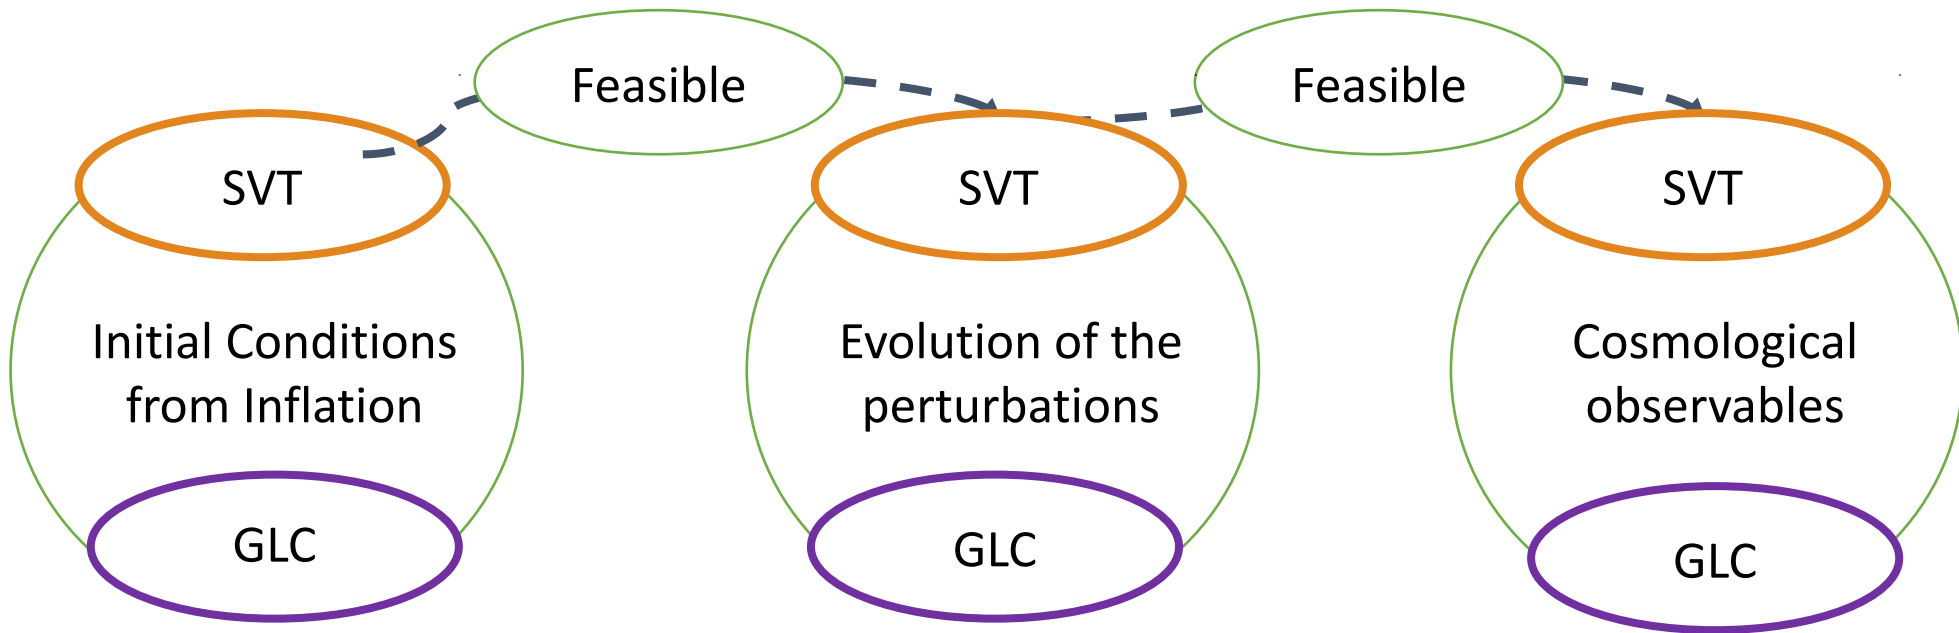 Feasible
Feasible
SVT
SVT
SVT
Initial Conditions
from Inflation
Evolution of the
perturbations
Cosmological
observables
GLC
GLC
GLC